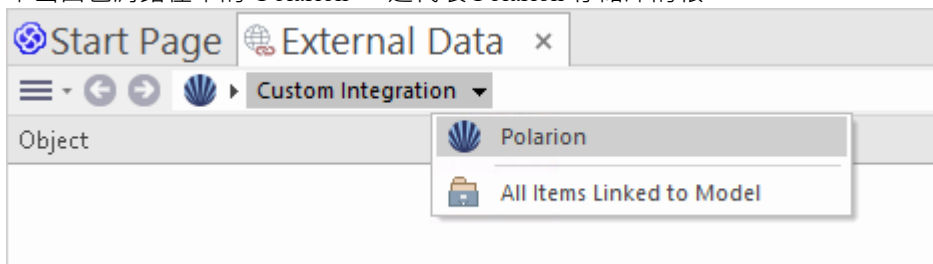 Start Page External Data ×
Custom Integration
Object
Polarion
All Items Linked to Model